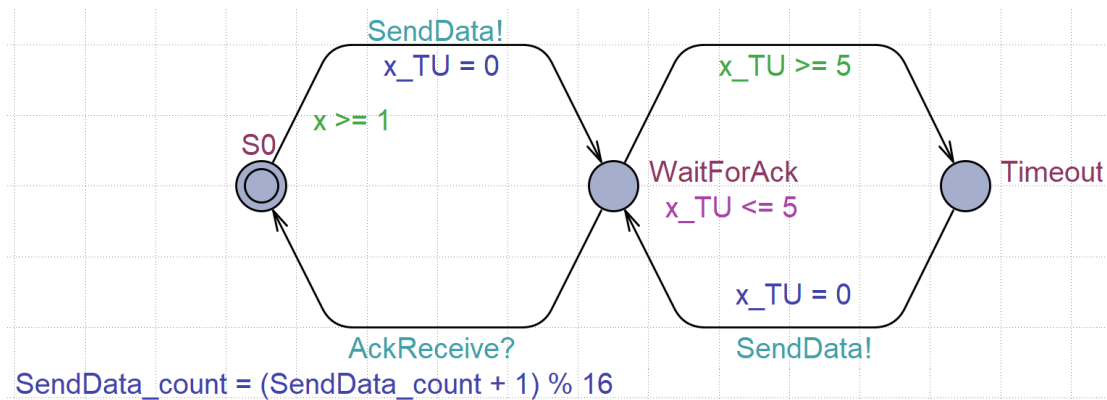 SendData!
x_TU = 0
x_TU >= 5
x >= 1
S0
WaitForAck
Timeout
x_TU <= 5
x_TU = 0
AckReceive?
SendData!
SendData_count = (SendData_count + 1) % 16